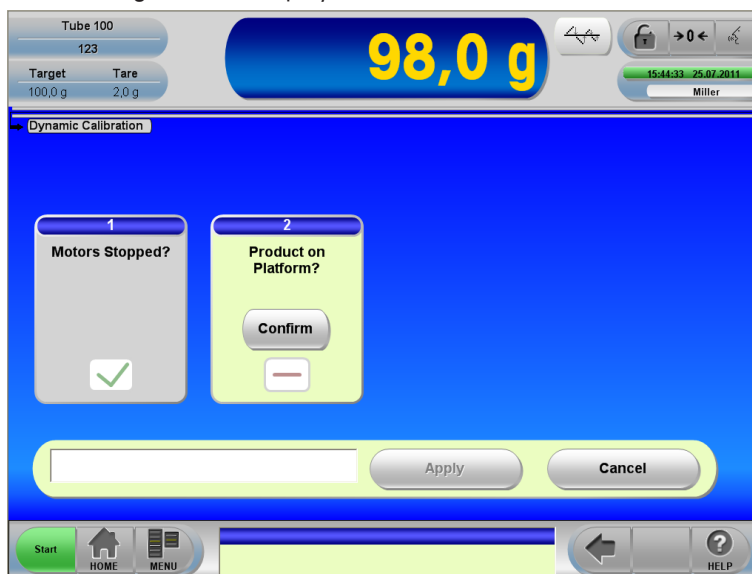 Tube 100
123
Target Tare
100,0 g 2,0 g
98,0 g
→0←
15:44:33 25.07.2011
Miller
Dynamic Calibration
1
Motors Stopped?
2
Product on
Platform?
Confirm
Apply
Cancel
Start
HOME
MENU
?
HELP